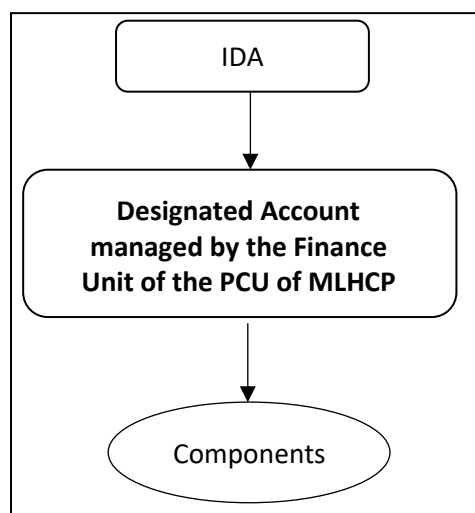 IDA
Designated Account
managed by the Finance
Unit of the PCU of MLHCP
Components